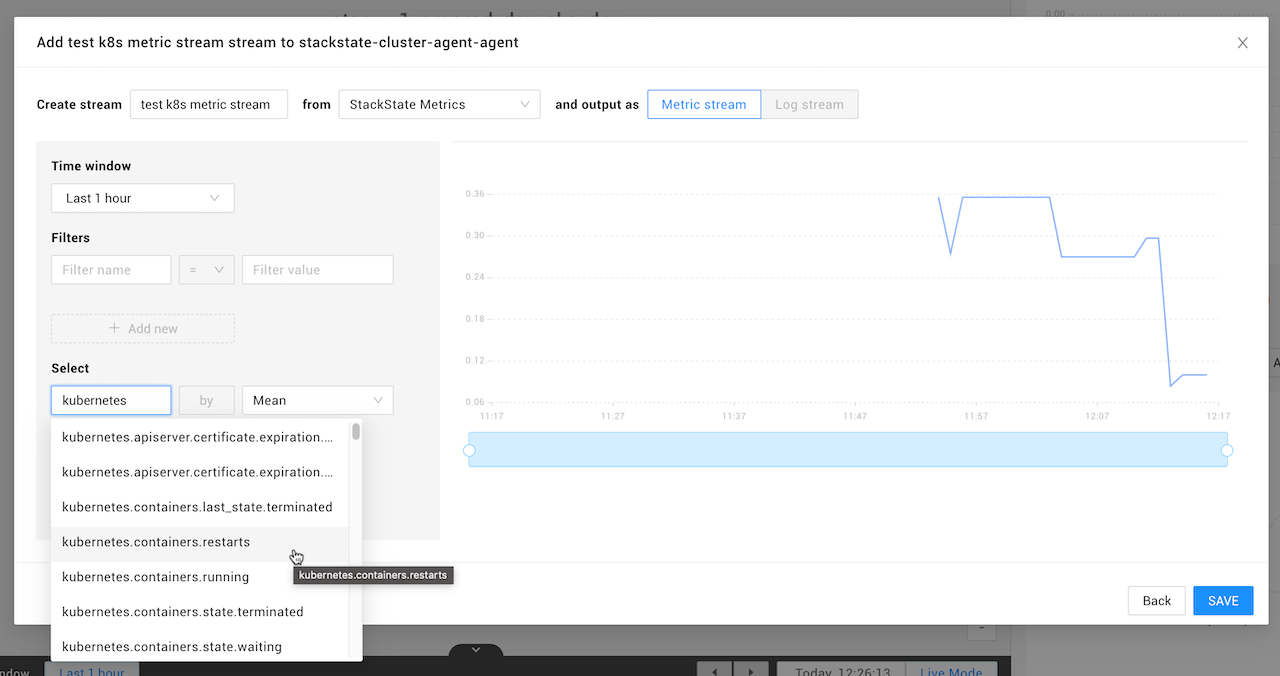 0.00
Add test k8s metric stream stream to stackstate-cluster-agent-agent
Create stream test k8s metric stream from StackState Metrics and output as Metric stream Log stream
Time window
Last 1 hour
Filters
Filter name = Filter value
+ Add new
Select
kubernetes by Mean
kubernetes.apiserver.certificate.expiration....
kubernetes.apiserver.certificate.expiration....
kubernetes.containers.last_state.terminated
kubernetes.containers.restarts
kubernetes.containers.restarts
kubernetes.containers.running
kubernetes.containers.state.terminated
kubernetes.containers.state.waiting
0.36
0.30
0.24
0.18
0.12
0.06
11:17 11:27 11:37 11:47 11:57 12:07 12:17
A
Back SAVE
ndow Last 1 hour Today, 12:26:13 Live Mode